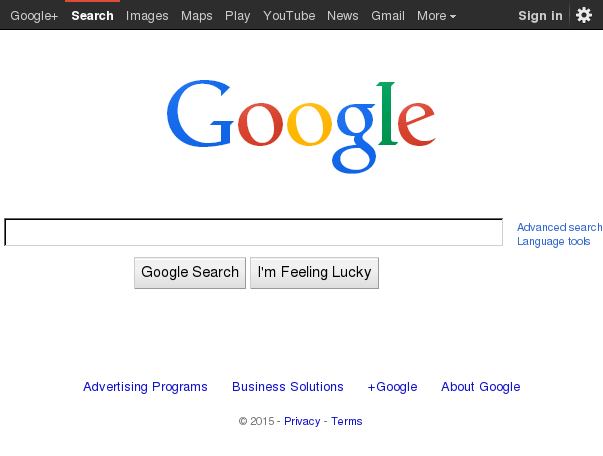 Google+ Search Images Maps Play YouTube News Gmail More Sign in
Google
Advanced search
Language tools
Google Search I'm Feeling Lucky
Advertising Programs Business Solutions +Google About Google
© 2015 - Privacy - Terms